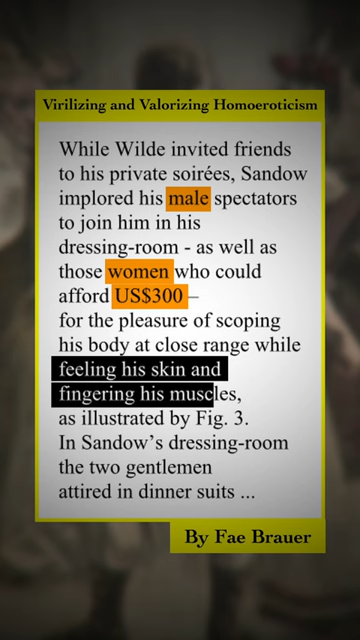 Virilizing and Valorizing Homoeroticism
While Wilde invited friends
to his private soirées, Sandow
implored his male spectators
to join him in his
dressing-room - as well as
those women who could
afford US$300 –
for the pleasure of scoping
his body at close range while
feeling his skin and
fingering his muscles,
as illustrated by Fig. 3.
In Sandow's dressing-room
the two gentlemen
attired in dinner suits ...
By Fae Brauer